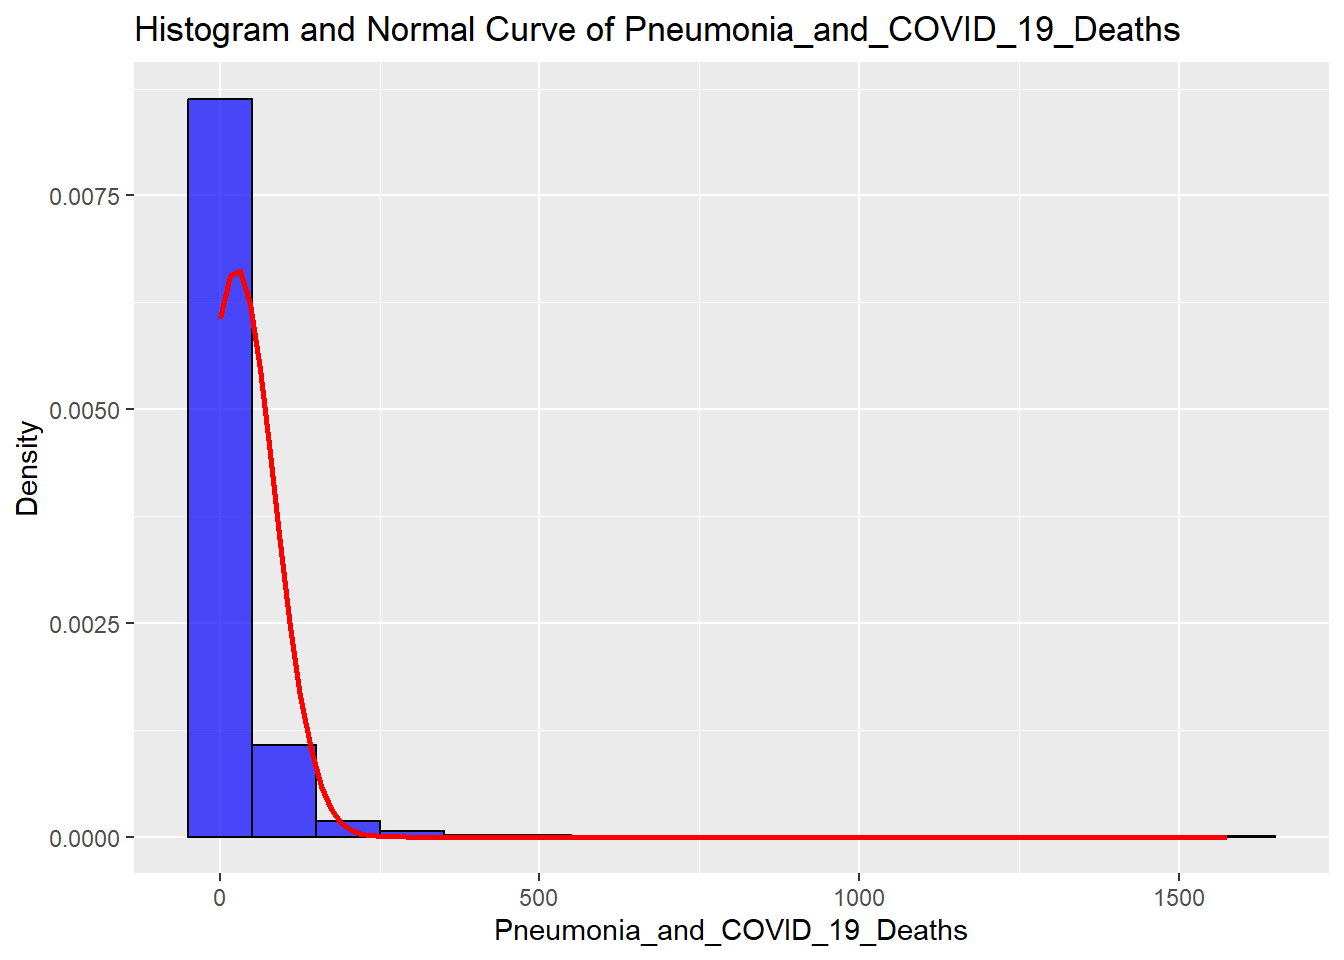 Histogram and Normal Curve of Pneumonia_and_COVID_19_Deaths
Density
0.0075
0.0050
0.0025
0.0000
0 500 1000 1500
Pneumonia_and_COVID_19_Deaths